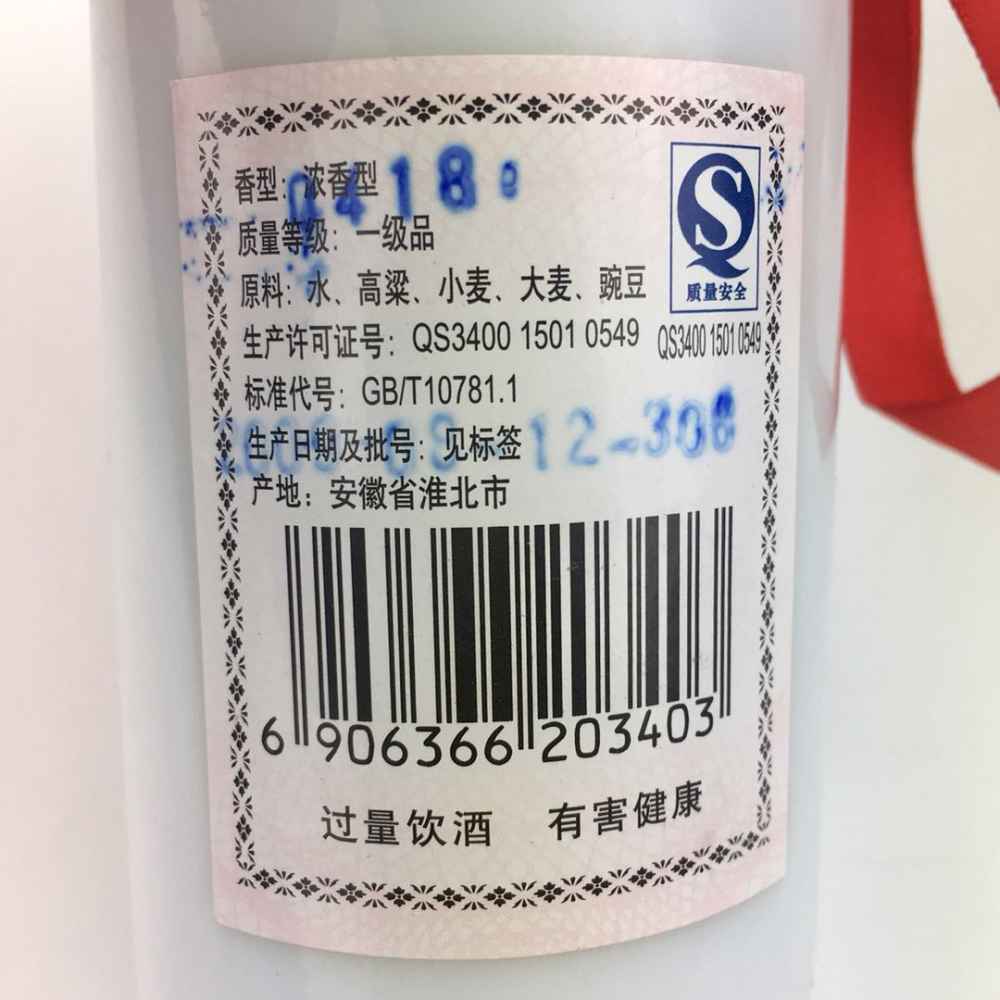 香型：浓香型
0418
质量等级：一级品
原料：水、高粱、小麦、大麦、豌豆
质量安全
生产许可证号：QS3400 1501 0549
QS3400 1501 0549
标准代号：GB/T10781.1
生产日期及批号：见标签
12-306
产地：安徽省淮北市
6 906366 203403
过量饮酒 有害健康